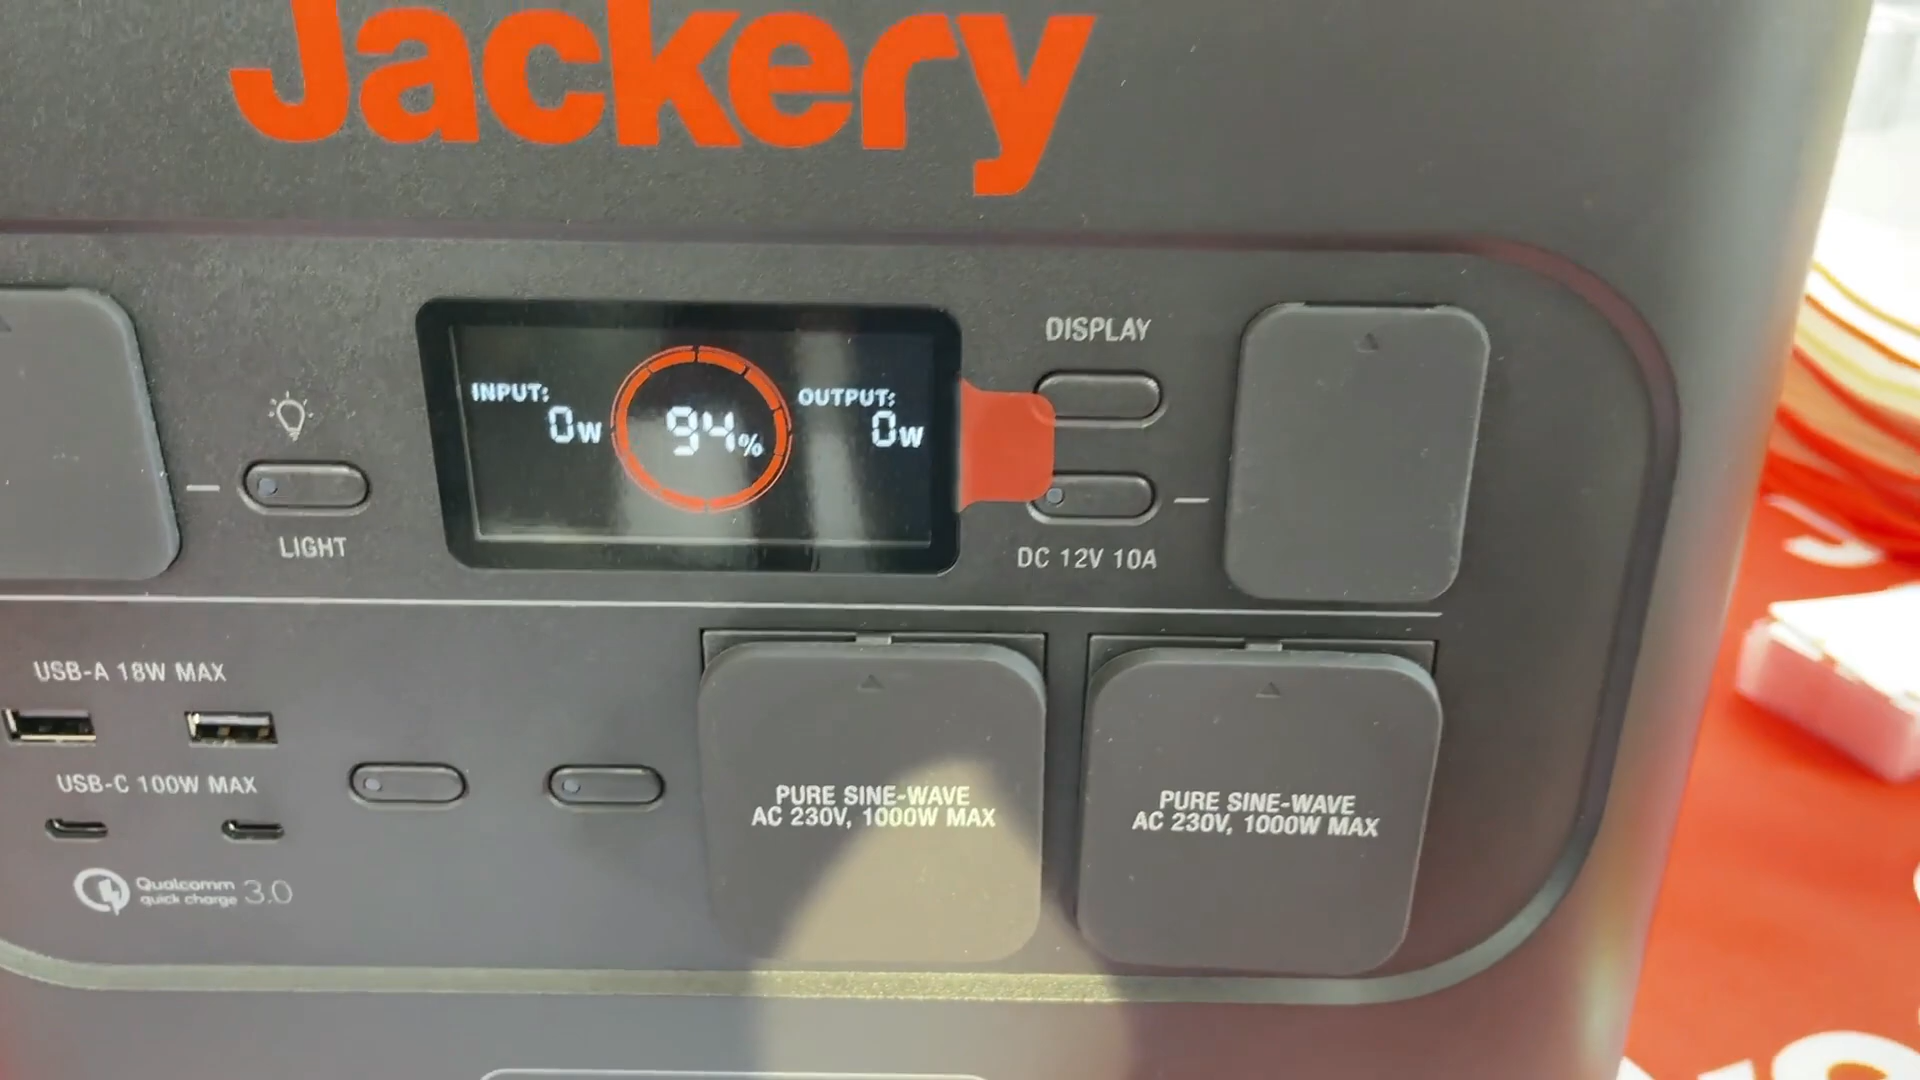 Jackery
DISPLAY
INPUT:
0W
94%
OUTPUT:
0W
LIGHT
DC 12V 10A
USB-A 18W MAX
USB-C 100W MAX
PURE SINE-WAVE
AC 230V, 1000W MAX
PURE SINE-WAVE
AC 230V, 1000W MAX
Qualcomm
quick charge 3.0